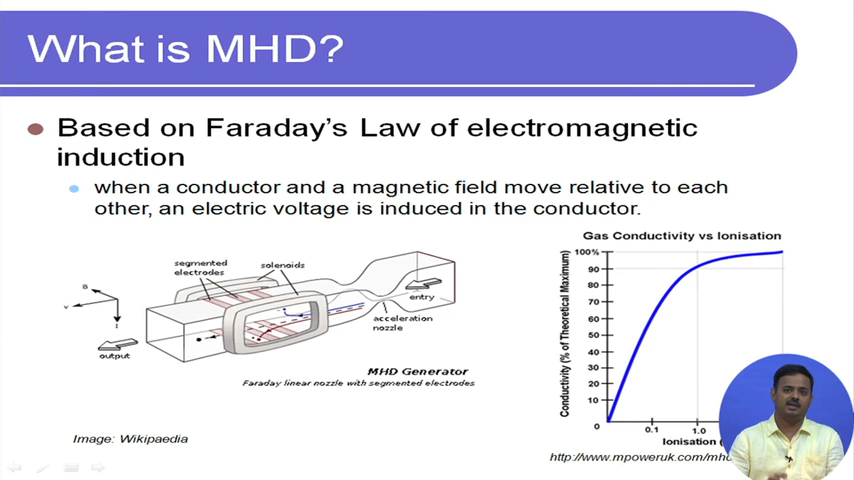 What is MHD?
Based on Faraday's Law of electromagnetic
induction
when a conductor and a magnetic field move relative to each
other, an electric voltage is induced in the conductor.
segmented
electrodes
solenoids
B
v
I
entry
acceleration
nozzle
output
MHD Generator
Faraday linear nozzle with segmented electrodes
Image: Wikipaedia
Gas Conductivity vs Ionisation
Conductivity (% of Theoretical Maximum)
100%
90
80
70
60
50
40
30
20
10
0
0.1
1.0
Ionisation (
http://www.mpoweruk.com/mhd